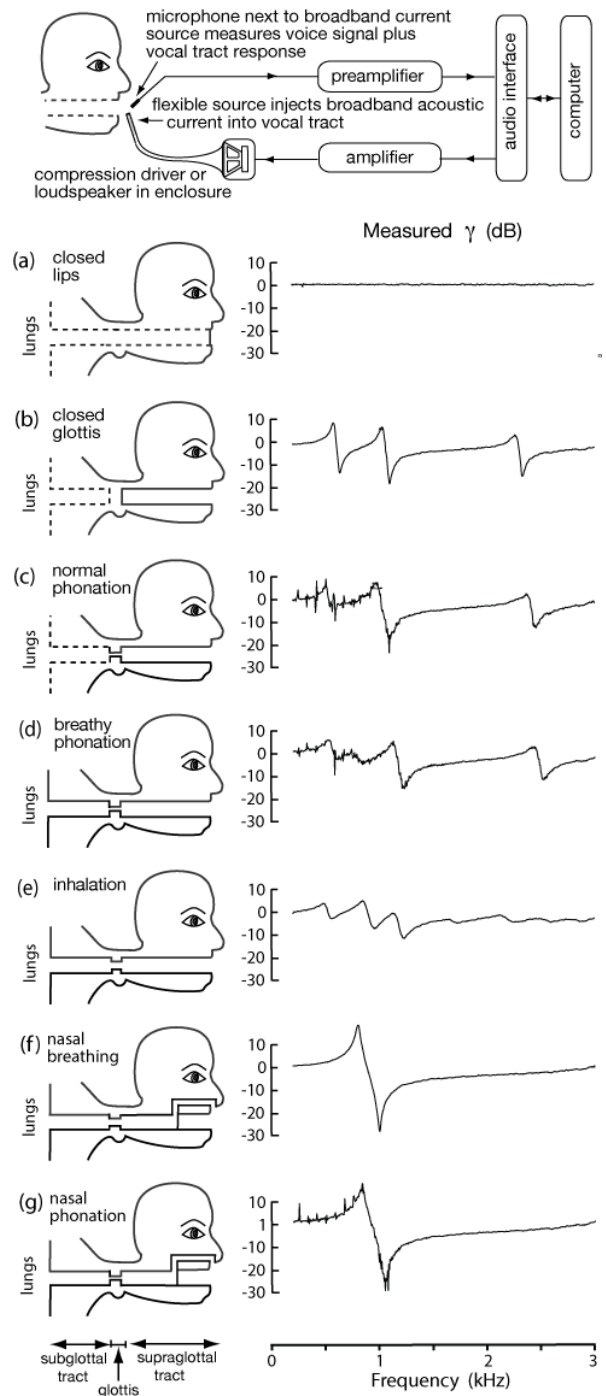 microphone next to broadband current
source measures voice signal plus
vocal tract response
preamplifier
flexible source injects broadband acoustic
current into vocal tract
audio interface
computer
amplifier
compression driver or
loudspeaker in enclosure
Measured γ (dB)
(a) closed
lips
lungs
10
0
-10
-20
-30
(b) closed
glottis
lungs
10
0
-10
-20
-30
(c) normal
phonation
lungs
10
0
-10
-20
-30
(d) breathy
phonation
lungs
10
0
-10
-20
-30
(e) inhalation
lungs
10
0
-10
-20
-30
(f) nasal
breathing
lungs
10
0
-10
-20
-30
(g) nasal
phonation
lungs
10
1
-10
-20
-30
subglottal
tract
glottis
supraglottal
tract
1 2 3
Frequency (kHz)